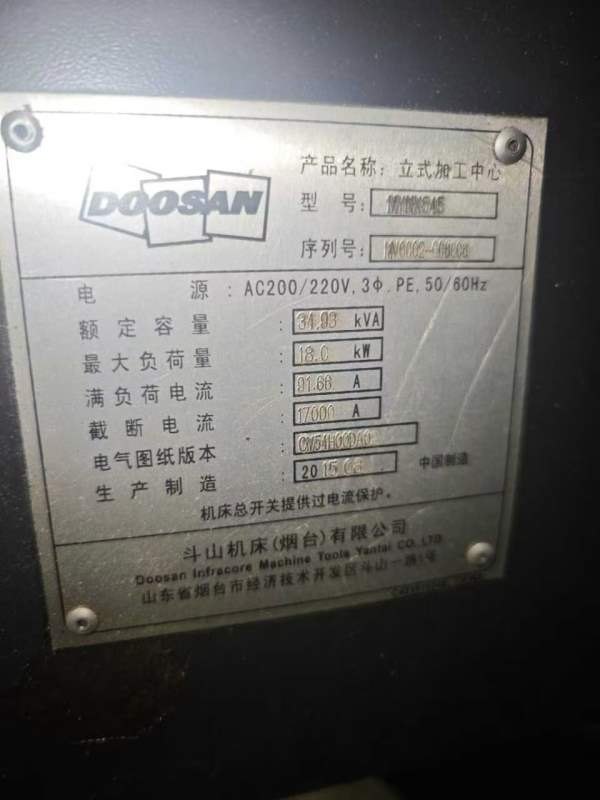 DOOSAN
产品名称: 立式加工中心
型 号:
序列号:
电 源 : AC200/220V, 3Φ, PE, 50/60Hz
额定容量 : 34.93 kVA
最大负荷量 : 18.0 kW
满负荷电流 : 91.66 A
截断电流 : 17000 A
电气图纸版本 :
生产制造 : 2015.03 中国制造
机床总开关提供过电流保护。
斗山机床(烟台)有限公司
Doosan Infracore Machine Tools Yantai CO. LTD
山东省烟台市经济技术开发区斗山一路1号